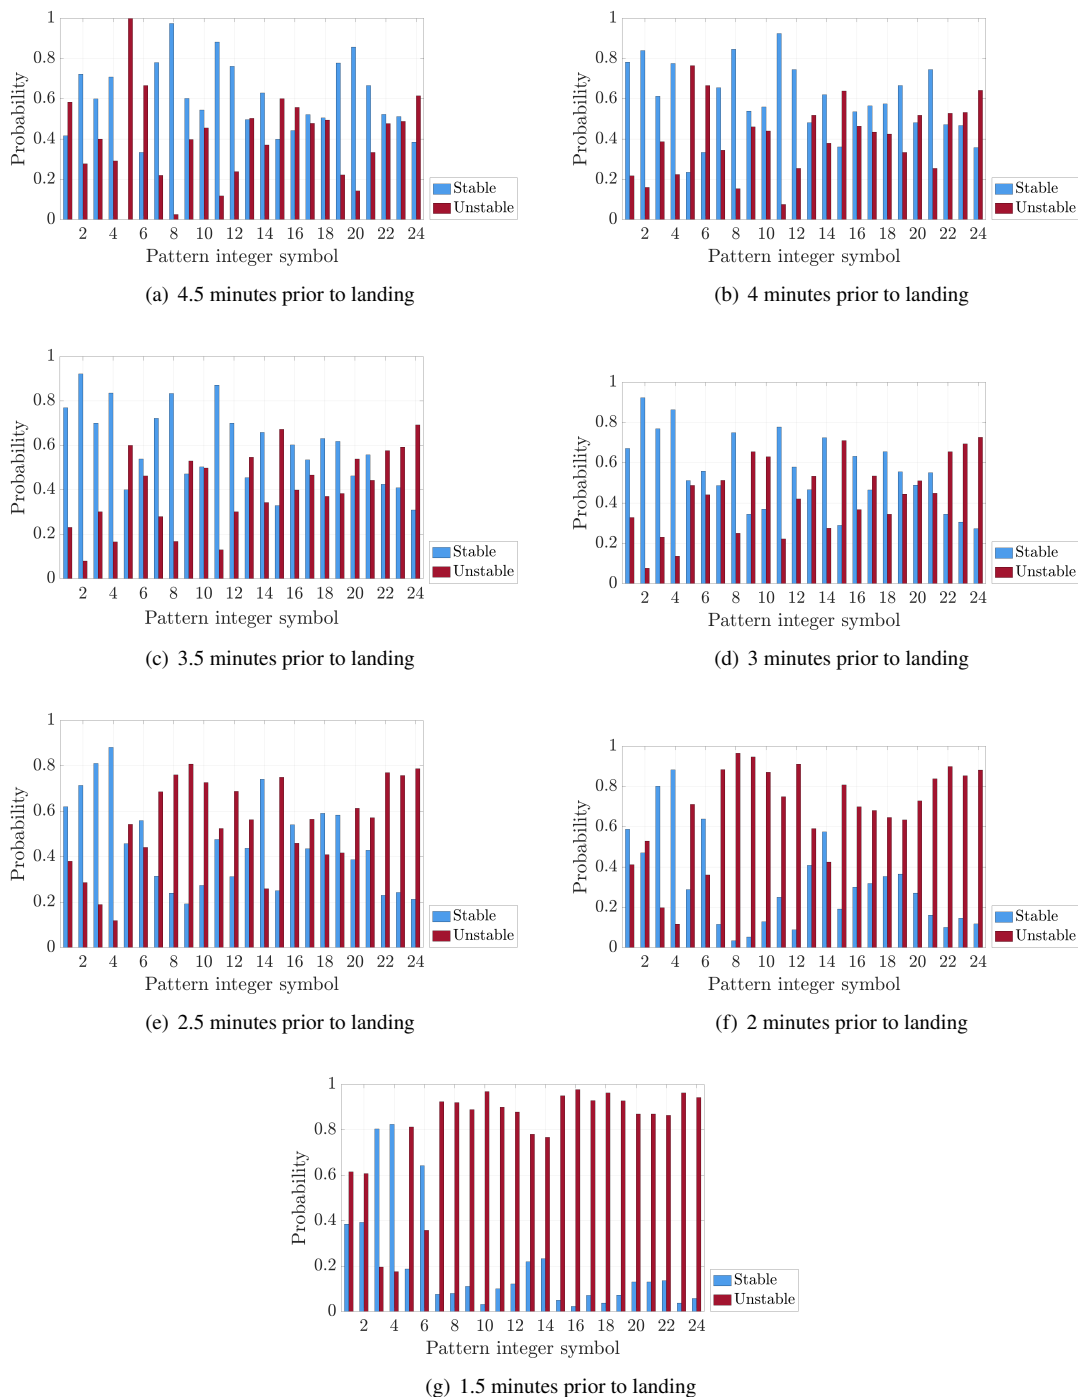 1
0.8
0.6
0.4
0.2
0
Probability
2 4 6 8 10 12 14 16 18 20 22 24
Pattern integer symbol
Stable
Unstable
(a) 4.5 minutes prior to landing
1
0.8
0.6
0.4
0.2
0
Probability
2 4 6 8 10 12 14 16 18 20 22 24
Pattern integer symbol
Stable
Unstable
(b) 4 minutes prior to landing
1
0.8
0.6
0.4
0.2
0
Probability
2 4 6 8 10 12 14 16 18 20 22 24
Pattern integer symbol
Stable
Unstable
(c) 3.5 minutes prior to landing
1
0.8
0.6
0.4
0.2
0
Probability
2 4 6 8 10 12 14 16 18 20 22 24
Pattern integer symbol
Stable
Unstable
(d) 3 minutes prior to landing
1
0.8
0.6
0.4
0.2
0
Probability
2 4 6 8 10 12 14 16 18 20 22 24
Pattern integer symbol
Stable
Unstable
(e) 2.5 minutes prior to landing
1
0.8
0.6
0.4
0.2
0
Probability
2 4 6 8 10 12 14 16 18 20 22 24
Pattern integer symbol
Stable
Unstable
(f) 2 minutes prior to landing
1
0.8
0.6
0.4
0.2
0
Probability
2 4 6 8 10 12 14 16 18 20 22 24
Pattern integer symbol
Stable
Unstable
(g) 1.5 minutes prior to landing